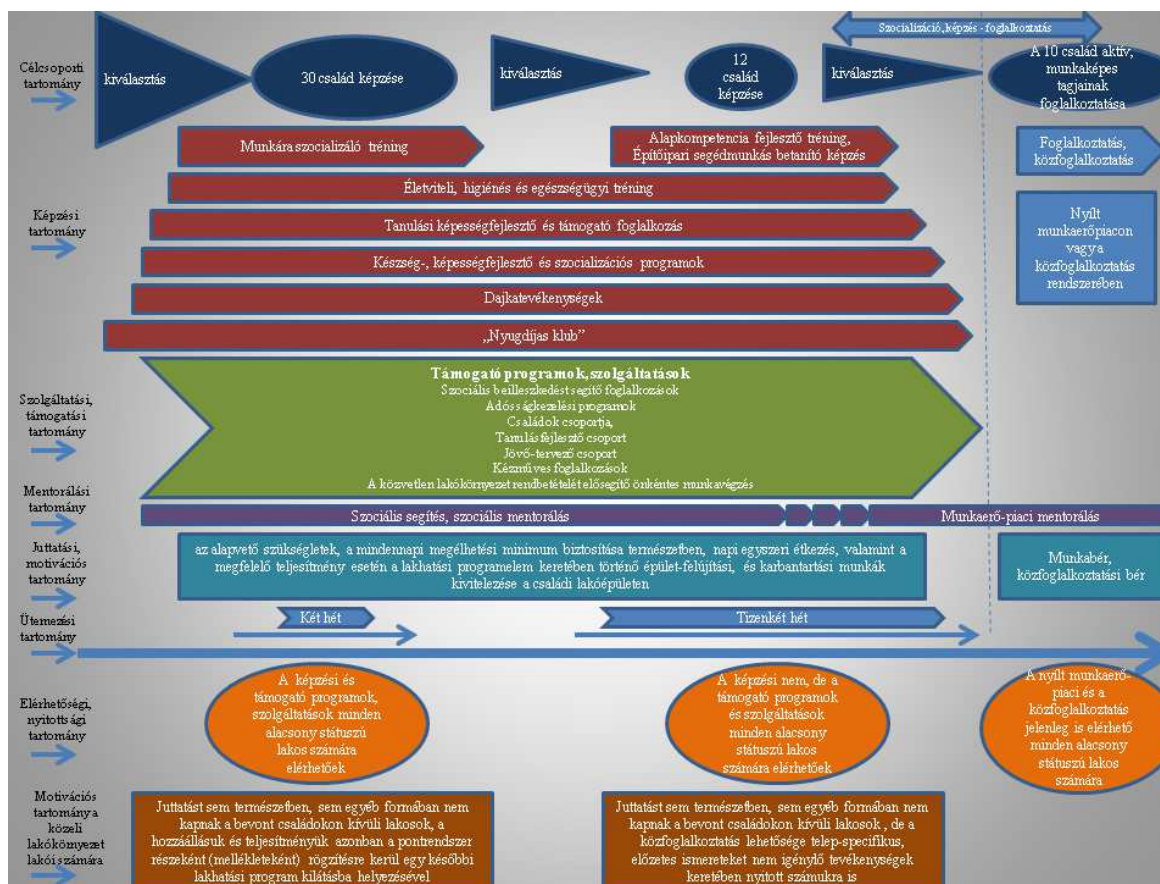 Szocializáció, képzés - foglalkoztatás
Célcsoporti
tartomány
kiválasztás
30 család képzése
kiválasztás
12
család
képzése
kiválasztás
A 10 család aktív,
munkaképes
tagjainak
foglalkoztatása
Képzési
tartomány
Munkára szocializáló tréning
Alapkompetencia fejlesztő tréning,
Építőipari segédmunkás betanító képzés
Foglalkoztatás,
közfoglalkoztatás
Életviteli, higiénés és egészségügyi tréning
Tanulási képességfejlesztő és támogató foglalkozás
Készség-, képességfejlesztő és szocializációs programok
Dajkatevékenységek
„Nyugdíjas klub”
Nyílt
munkaerőpiacon
vagy a
közfoglalkoztatás
rendszerében
Szolgáltatási,
támogatási
tartomány
Támogató programok, szolgáltatások
Szociális beilleszkedést segítő foglalkozások
Adósságkezelési programok
Családok csoportja,
Tanulásfejlesztő csoport
Jövő-tervező csoport
Kézműves foglalkozások
A közvetlen lakókörnyezet rendbetételét elősegítő önkéntes munkavégzés
Mentorálási
tartomány
Szociális segítés, szociális mentorálás
Munkaerő-piaci mentorálás
Juttatási,
motivációs
tartomány
az alapvető szükségletek, a mindennapi megélhetési minimum biztosítása természetben, napi egyszeri étkezés, valamint a
megfelelő teljesítmény esetén a lakhatási programelem keretében történő épület-felújítási, és karbantartási munkák
kivitelezése a családi lakóépületen
Munkabér,
közfoglalkoztatási bér
Ütemezési
tartomány
Két hét
Tizenkét hét
Elérhetőségi,
nyitottsági
tartomány
A képzési és
támogató programok,
szolgáltatások minden
alacsony státuszú
lakos számára
elérhetőek
A képzési nem, de a
támogató programok
és szolgáltatások
minden alacsony
státuszú lakos
számára elérhetőek
A nyílt munkaerő-
piaci és a
közfoglalkoztatás
jelenleg is elérhető
minden alacsony
státuszú lakos
számára
Motivációs
tartomány a
közeli
lakókörnyezet
lakói számára
Juttatást sem természetben, sem egyéb formában nem
kapnak a bevont családokon kívüli lakosok, a
hozzáállásuk és teljesítményük azonban a pontrendszer
részeként (mellékleteként) rögzítésre kerül egy későbbi
lakhatási program kilátásba helyezésével
Juttatást sem természetben, sem egyéb formában nem
kapnak a bevont családokon kívüli lakosok , de a
közfoglalkoztatás lehetősége telep-specifikus,
előzetes ismereteket nem igénylő tevékenységek
keretében nyitott számukra is